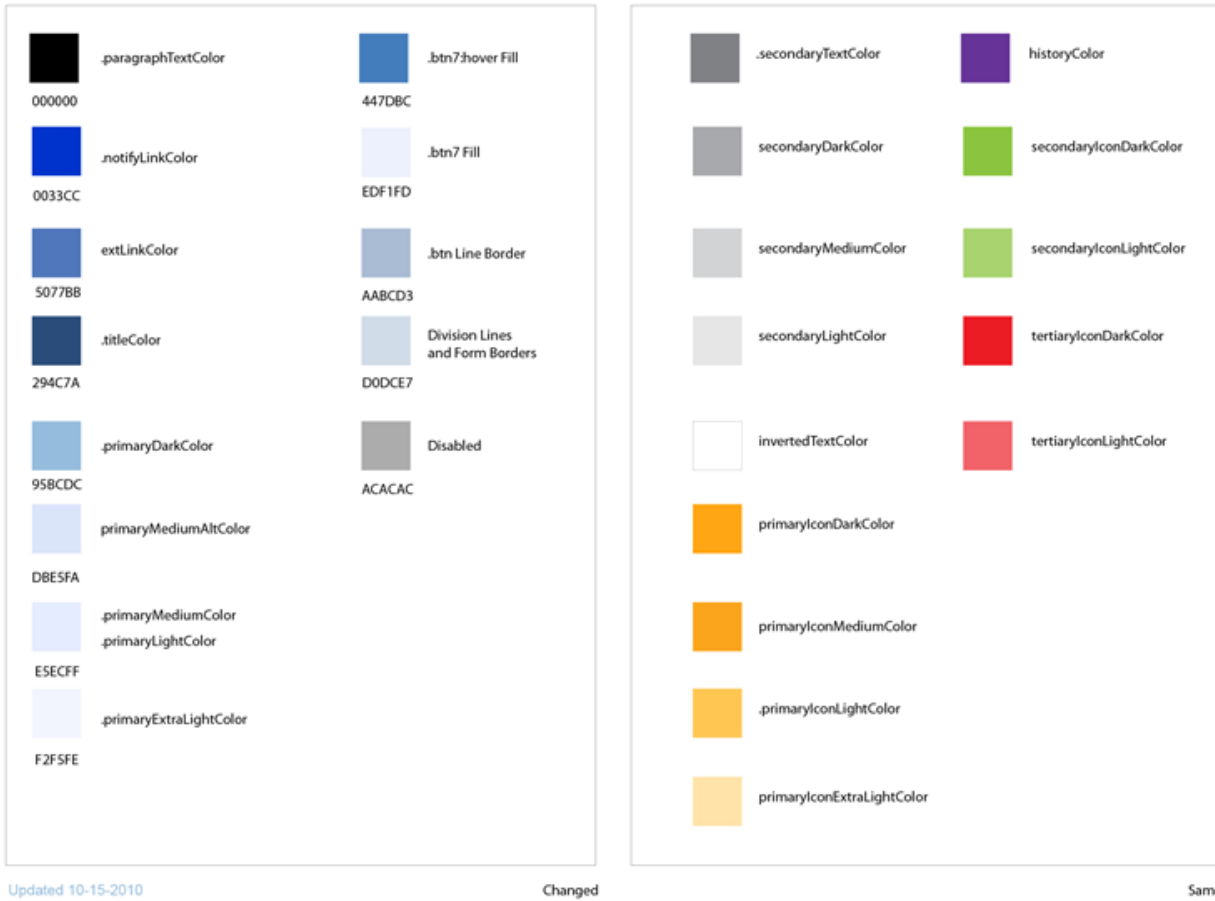 .paragraphTextColor
000000
.notifyLinkColor
0033CC
extLinkColor
5077BB
.titleColor
294C7A
.primaryDarkColor
95BCDC
primaryMediumAltColor
DBE5FA
.primaryMediumColor
.primaryLightColor
E5ECFF
.primaryExtraLightColor
F2F5FE
.btn7:hover Fill
447DBC
.btn7 Fill
EDF1FD
.btn Line Border
AABCD3
Division Lines
and Form Borders
D0DCE7
Disabled
ACACAC
.secondaryTextColor
secondaryDarkColor
secondaryMediumColor
secondaryLightColor
invertedTextColor
primaryIconDarkColor
primaryIconMediumColor
.primaryIconLightColor
primaryIconExtraLightColor
historyColor
secondaryIconDarkColor
secondaryIconLightColor
tertiaryIconDarkColor
tertiaryIconLightColor
Updated 10-15-2010
Changed
Sam